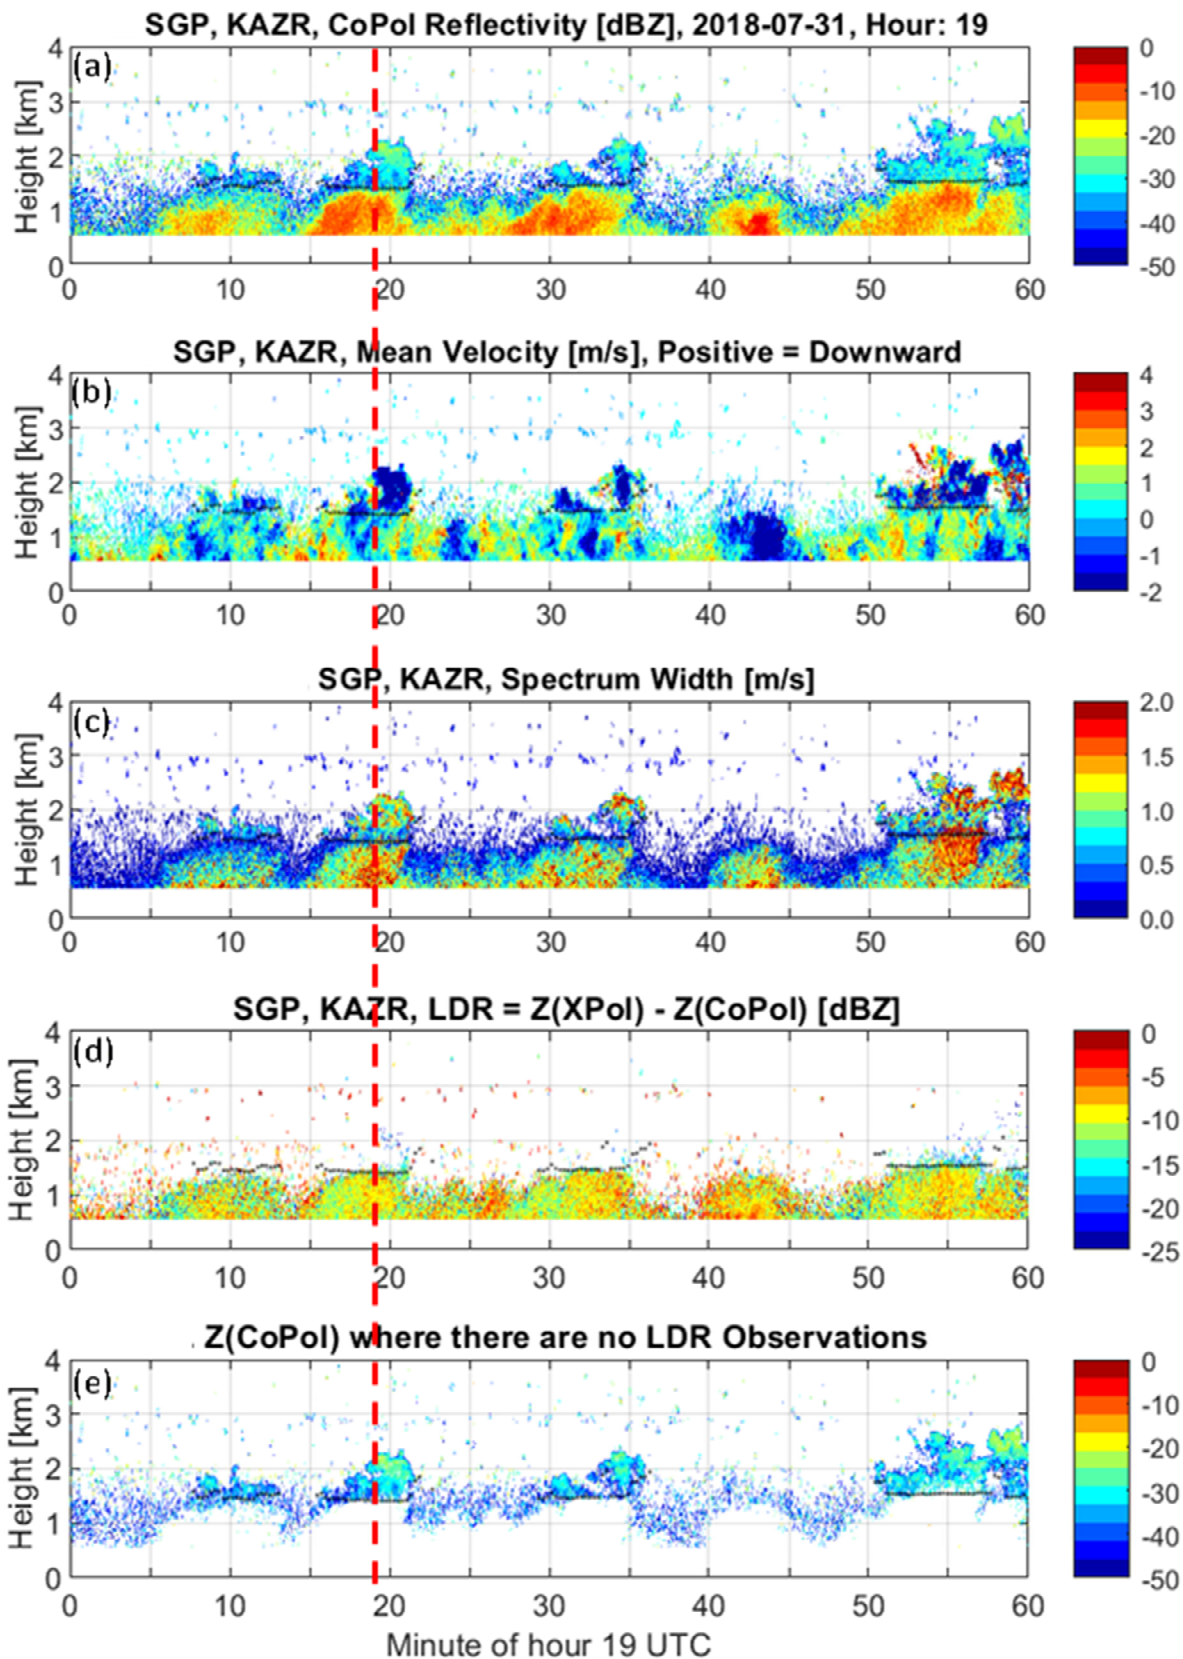 SGP, KAZR, CoPol Reflectivity [dBZ], 2018-07-31, Hour: 19
(a)
Height [km]
4
3
2
1
0
0 10 20 30 40 50 60
0
-10
-20
-30
-40
-50
SGP, KAZR, Mean Velocity [m/s], Positive = Downward
(b)
Height [km]
4
3
2
1
0
0 10 20 30 40 50 60
4
3
2
1
0
-1
-2
SGP, KAZR, Spectrum Width [m/s]
(c)
Height [km]
4
3
2
1
0
0 10 20 30 40 50 60
2.0
1.5
1.0
0.5
0.0
SGP, KAZR, LDR = Z(XPol) - Z(CoPol) [dBZ]
(d)
Height [km]
4
3
2
1
0
0 10 20 30 40 50 60
0
-5
-10
-15
-20
-25
Z(CoPol) where there are no LDR Observations
(e)
Height [km]
4
3
2
1
0
0 10 20 30 40 50 60
0
-10
-20
-30
-40
-50
Minute of hour 19 UTC